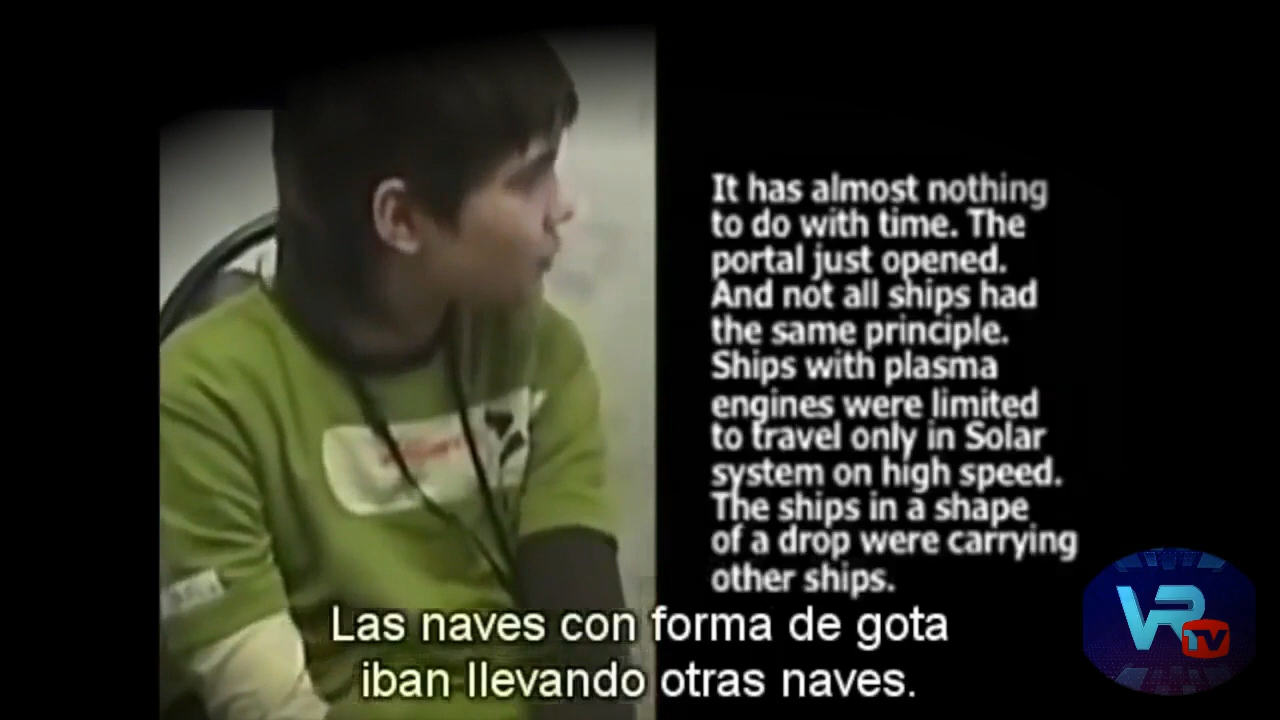 It has almost nothing
to do with time. The
portal just opened.
And not all ships had
the same principle.
Ships with plasma
engines were limited
to travel only in Solar
system on high speed.
The ships in a shape
of a drop were carrying
other ships.
Las naves con forma de gota
iban llevando otras naves.
VR
TV